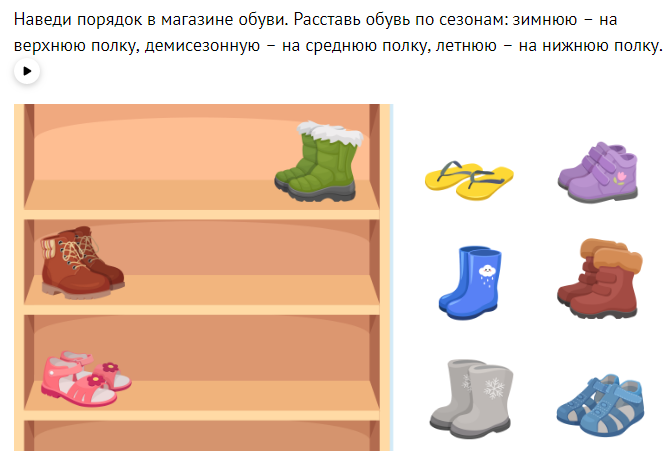 Наведи порядок в магазине обуви. Расставь обувь по сезонам: зимнюю – на
верхнюю полку, демисезонную – на среднюю полку, летнюю – на нижнюю полку.